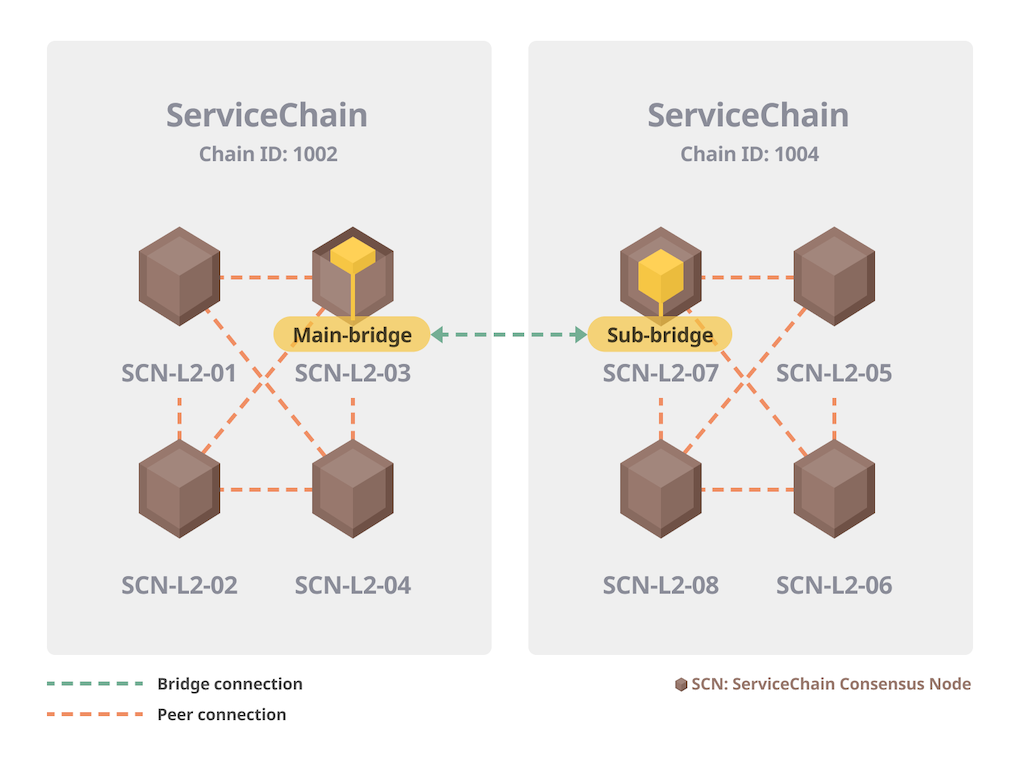 ServiceChain
Chain ID: 1002
Main-bridge
SCN-L2-01
SCN-L2-03
SCN-L2-02
SCN-L2-04
ServiceChain
Chain ID: 1004
Sub-bridge
SCN-L2-07
SCN-L2-05
SCN-L2-08
SCN-L2-06
Bridge connection
Peer connection
SCN: ServiceChain Consensus Node